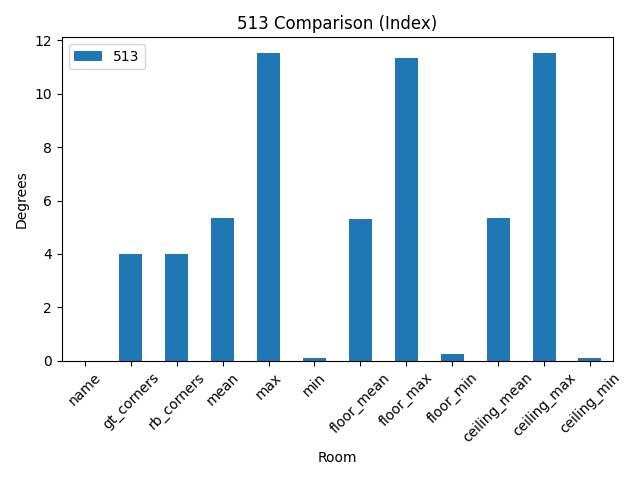 513 Comparison (Index)
513
12
10
8
6
4
2
0
Degrees
name
gt_corners
rb_corners
mean
max
min
floor_mean
floor_max
floor_min
ceiling_mean
ceiling_max
ceiling_min
Room